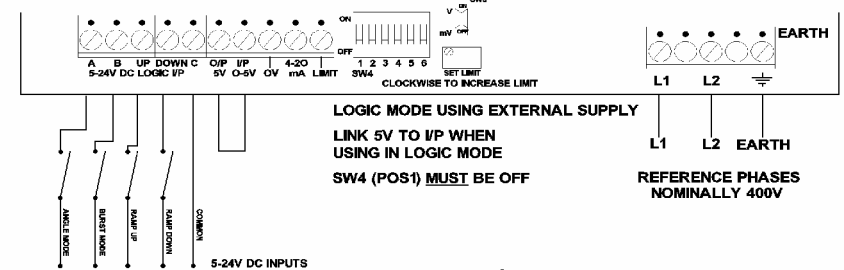 V ON
mV OFF
ON
OFF
EARTH
A B UP DOWN C O/P I/P 4-20
5-24V DC LOGIC I/P 5V 0-5V OV mA LIMIT
1 2 3 4 5 6
SW4
SET LIMIT
CLOCKWISE TO INCREASE LIMIT
L1 L2
LOGIC MODE USING EXTERNAL SUPPLY
LINK 5V TO I/P WHEN
USING IN LOGIC MODE
SW4 (POS1) MUST BE OFF
L1 L2 EARTH
REFERENCE PHASES
NOMINALLY 400V
ANGLE MODE
BURST MODE
RAMP UP
RAMP DOWN
COMMON
5-24V DC INPUTS